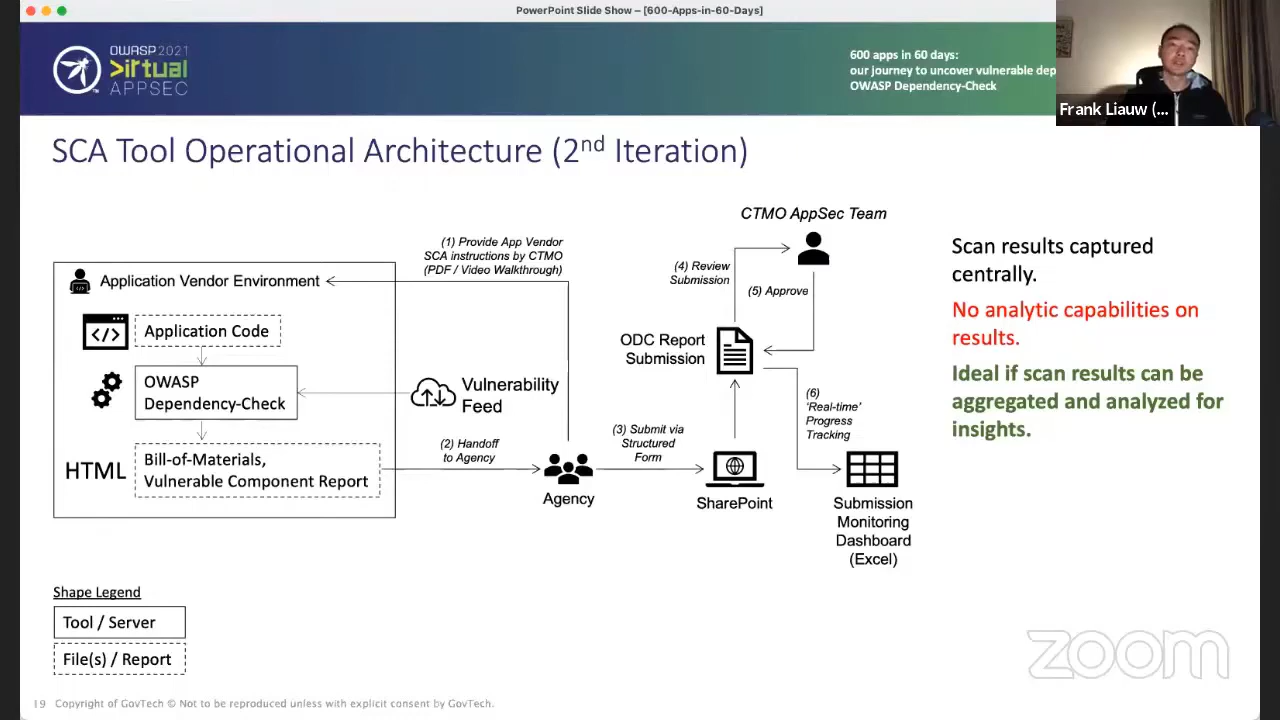 PowerPoint Slide Show – [600-Apps-in-60-Days]
OWASP 2021
>irtual
APPSEC
600 apps in 60 days:
our journey to uncover vulnerable dep
OWASP Dependency-Check
Frank Liauw (...
SCA Tool Operational Architecture (2nd Iteration)
CTMO AppSec Team
(1) Provide App Vendor
SCA instructions by CTMO
(PDF / Video Walkthrough)
Application Vendor Environment
Application Code
OWASP
Dependency-Check
HTML
Bill-of-Materials,
Vulnerable Component Report
Vulnerability
Feed
(2) Handoff
to Agency
Agency
(3) Submit via
Structured
Form
SharePoint
ODC Report
Submission
(4) Review
Submission
(5) Approve
(6)
‘Real-time’
Progress
Tracking
Submission
Monitoring
Dashboard
(Excel)
Scan results captured
centrally.
No analytic capabilities on
results.
Ideal if scan results can be
aggregated and analyzed for
insights.
Shape Legend
Tool / Server
File(s) / Report
zoom
19 Copyright of GovTech © Not to be reproduced unless with explicit consent by GovTech.